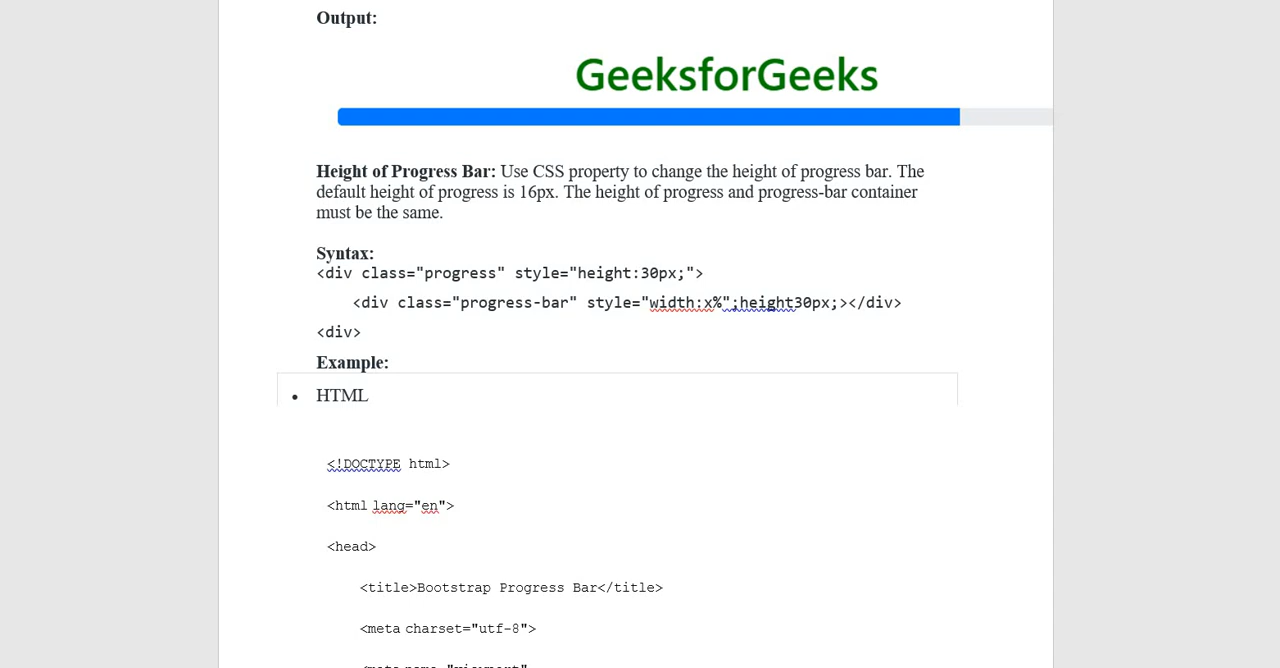 Output:
GeeksforGeeks
Height of Progress Bar: Use CSS property to change the height of progress bar. The
default height of progress is 16px. The height of progress and progress-bar container
must be the same.
Syntax:
<div class="progress" style="height:30px;">
<div class="progress-bar" style="width:x%";height30px;></div>
<div>
Example:
• HTML
<!DOCTYPE html>
<html lang="en">
<head>
<title>Bootstrap Progress Bar</title>
<meta charset="utf-8">
<meta name="viewport"